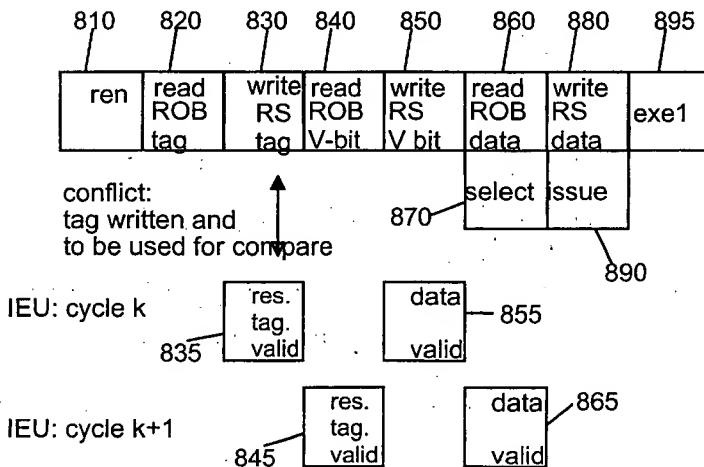 810 820 830 840 850 860 880 895
ren read write read write read write exe1
ROB RS ROB RS ROB RS
tag tag V-bit V bit data data
conflict:
tag written and
to be used for compare
870 select issue
890
IEU: cycle k
res.
tag.
valid
835
data
valid
855
IEU: cycle k+1
res.
tag.
valid
845
data
valid
865